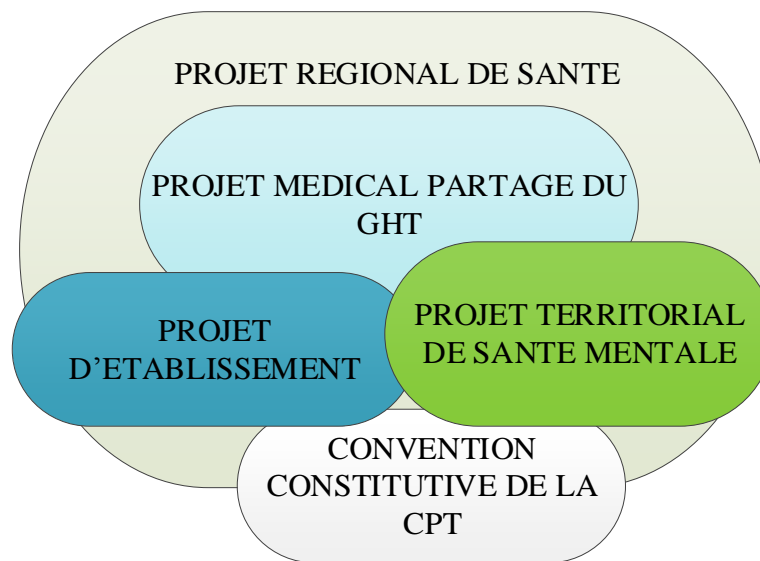 PROJET REGIONAL DE SANTE
PROJET MEDICAL PARTAGE DU
GHT
PROJET
D’ETABLISSEMENT
PROJET TERRITORIAL
DE SANTE MENTALE
CONVENTION
CONSTITUTIVE DE LA
CPT